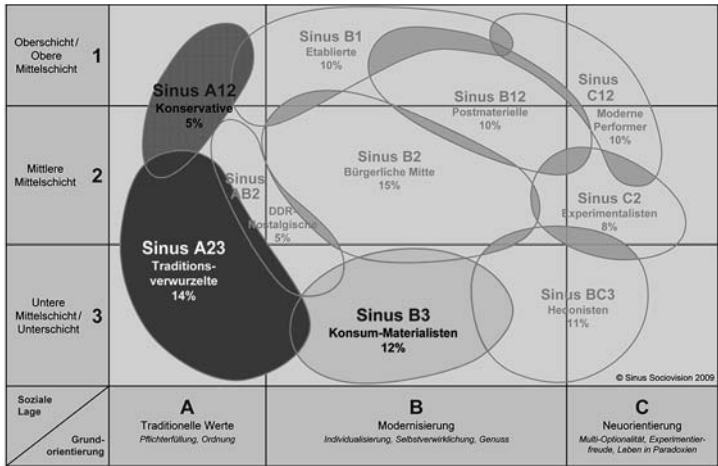 Oberschicht/
Obere
Mittelschicht
1
Mittlere
Mittelschicht
2
Untere
Mittelschicht/
Unterschicht
3
Sinus B1
Etablierte
10%
Sinus A12
Konservative
5%
Sinus B12
Postmaterielle
10%
Sinus
C12
Moderne
Performer
10%
Sinus
AB2
DDR-
Nostalgische
5%
Sinus B2
Bürgerliche Mitte
15%
Sinus C2
Experimentalisten
8%
Sinus A23
Traditions-
verwurzelte
14%
Sinus B3
Konsum-Materialisten
12%
Sinus BC3
Hedonisten
11%
© Sinus Sociovision 2009
Soziale
Lage
Grund-
orientierung
A
Traditionelle Werte
Pflichterfüllung, Ordnung
B
Modernisierung
Individualisierung, Selbstverwirklichung, Genuss
C
Neuorientierung
Multi-Optionalität, Experimentier-
freude, Leben in Paradoxien